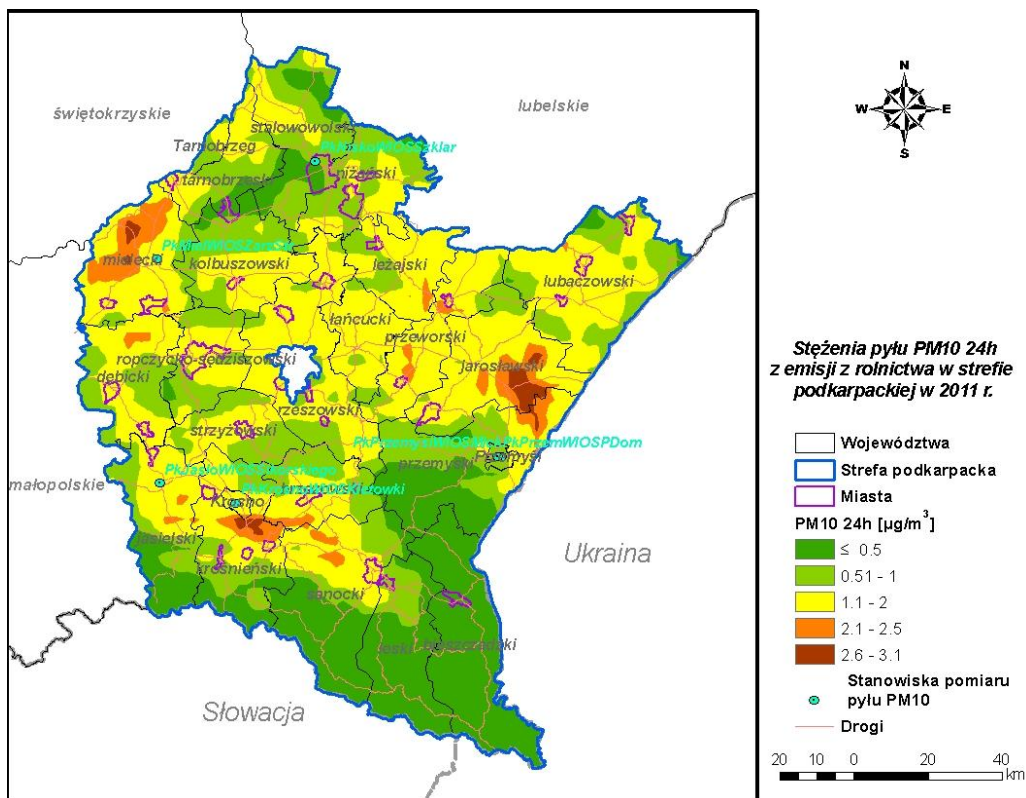 świętokrzyskie
lubelskie
stalowowolski
Tarnobrzeg
tarnobrzeski
niżański
mielecki
kolbuszowski
leżajski
lubaczowski
łańcucki
przeworski
ropczycko-sędziszowski
jarosławski
dębicki
rzeszowski
strzyżowski
przemyski
Przemyśl
małopolskie
Krosno
jasielski
krośnieński
Ukraina
sanocki
leski
bieszczadzki
Słowacja
N
W E
S
Stężenia pyłu PM10 24h
z emisji z rolnictwa w strefie
podkarpackiej w 2011 r.
Województwa
Strefa podkarpacka
Miasta
PM10 24h [µg/m³]
≤ 0.5
0.51 - 1
1.1 - 2
2.1 - 2.5
2.6 - 3.1
Stanowiska pomiaru
pyłu PM10
Drogi
20 10 0 20 40
km